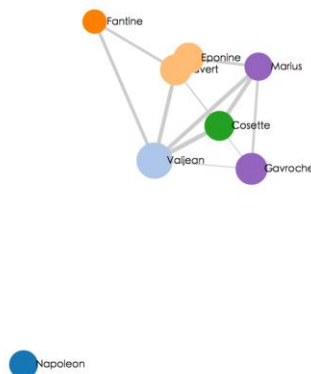 Fantine
Eponine
Marius
Cosette
Valjean
Gavroche
Napoleon